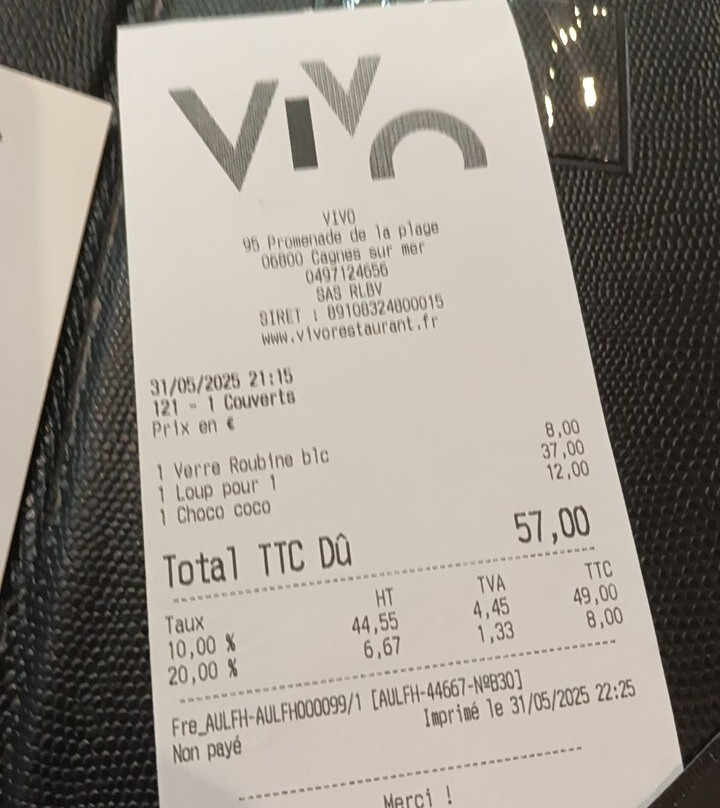 VIVO
VIVO
95 Promenade de la plage
06800 Cagnes sur mer
0497124656
SAS RLBV
SIRET : 89108324800015
www.vivorestaurant.fr
31/05/2025 21:15
121 - 1 Couverts
Prix en €
1 Verre Roubine blc 8,00
1 Loup pour 1 37,00
1 Choco coco 12,00
Total TTC Dû 57,00
Taux HT TVA TTC
10,00 % 44,55 4,45 49,00
20,00 % 6,67 1,33 8,00
Fre_AULFH-AULFH000099/1 [AULFH-44667-NºB30]
Imprimé le 31/05/2025 22:25
Non payé
Merci !